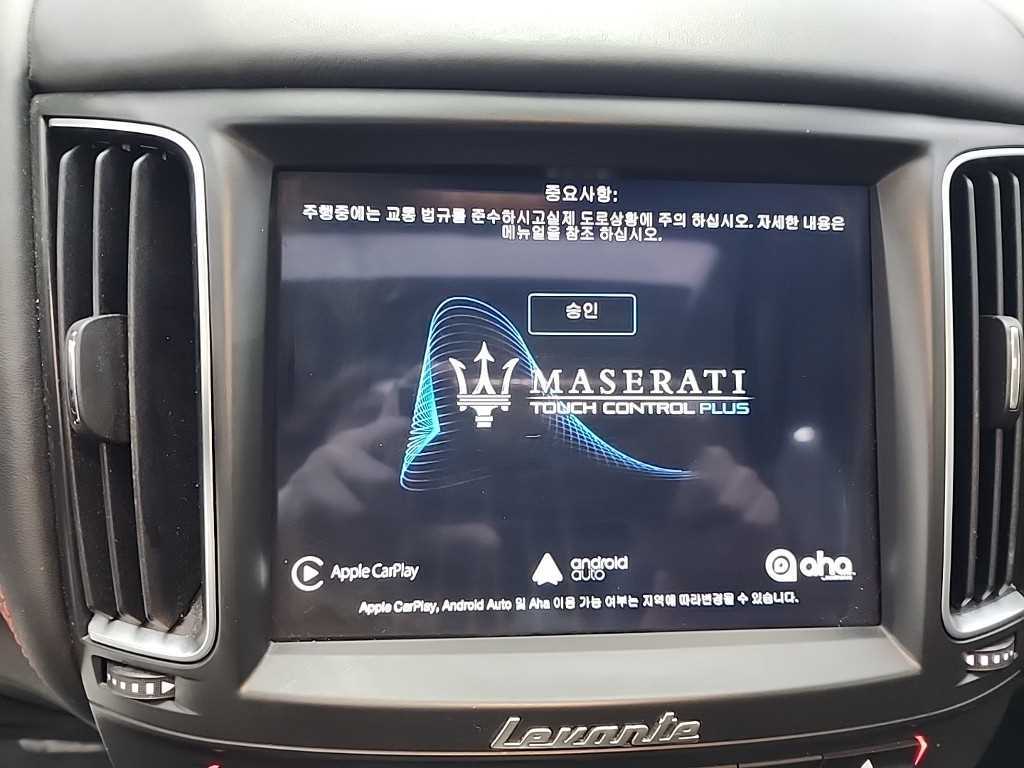 중요사항:
주행중에는 교통 법규를 준수하시고실제 도로상황에 주의 하십시오. 자세한 내용은
메뉴얼을 참조 하십시오.
승인
MASERATI
TOUCH CONTROL PLUS
Apple CarPlay
android
auto
aha
Apple CarPlay, Android Auto 및 Aha 이용 가능 여부는 지역에 따라변경될 수 있습니다.
Levante